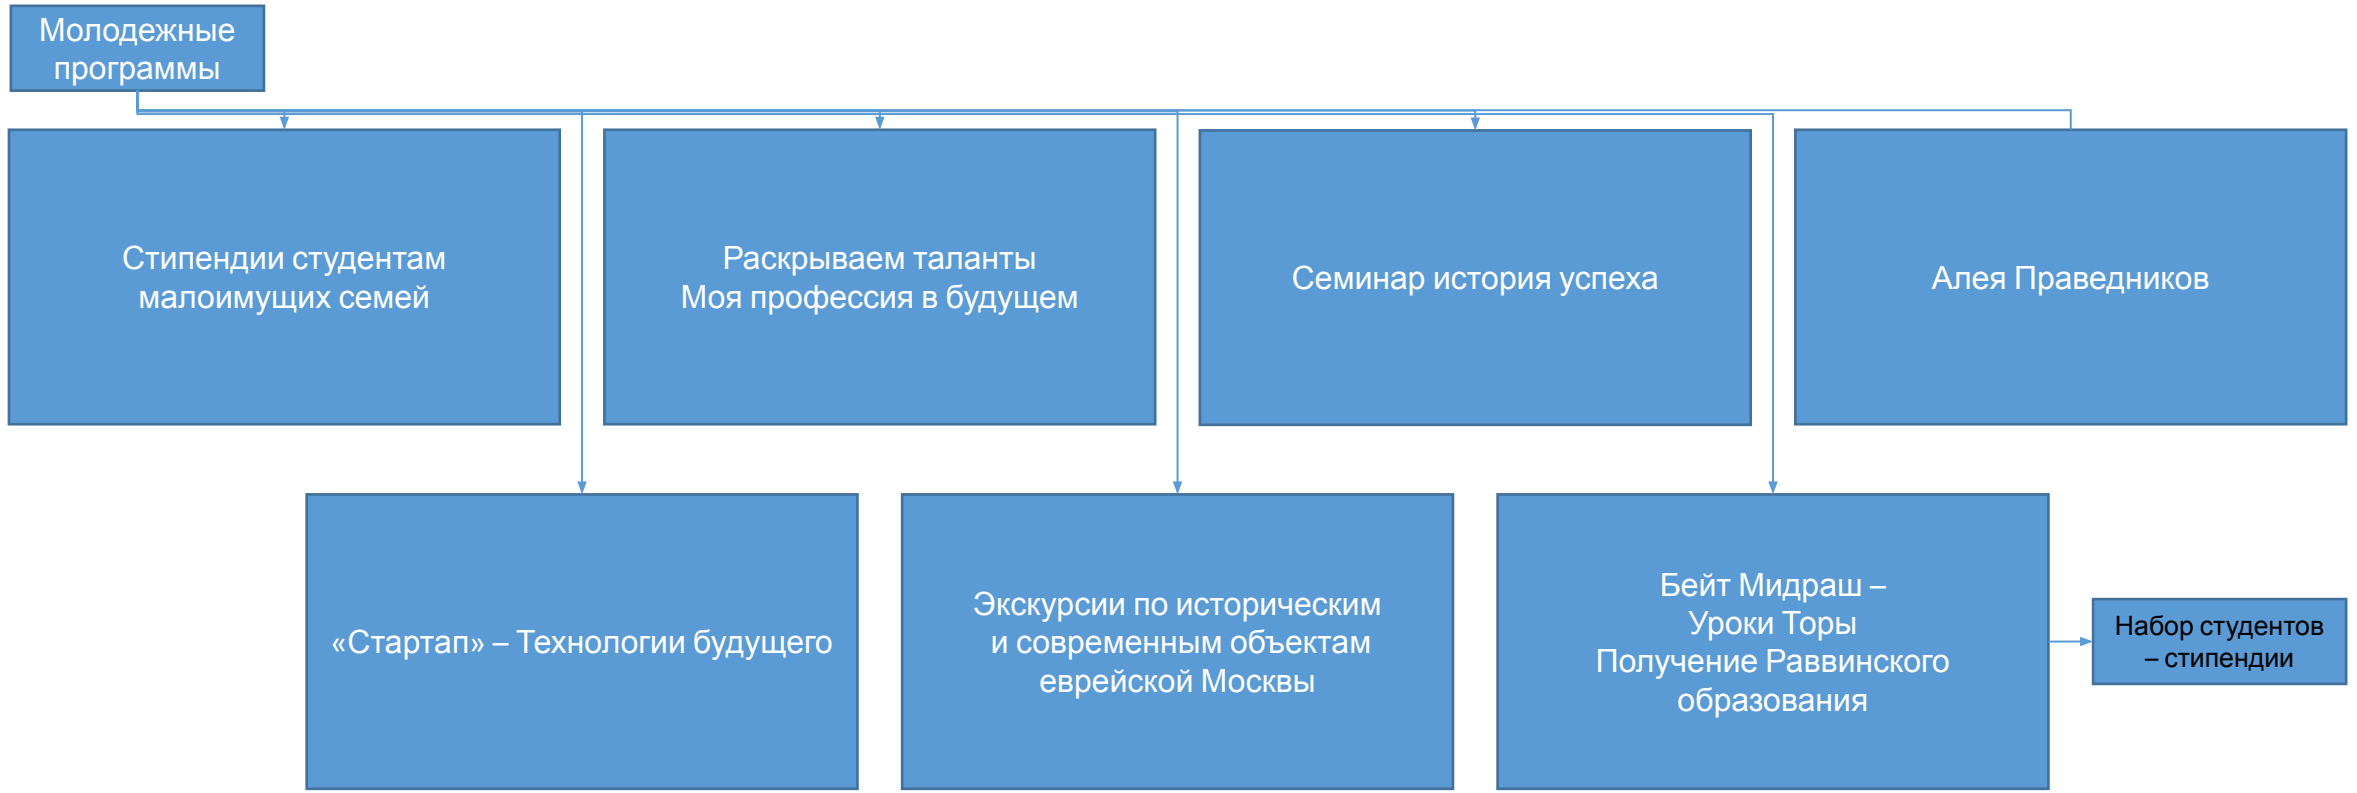 Молодежные
программы
Стипендии студентам
малоимущих семей
Раскрываем таланты
Моя профессия в будущем
Семинар история успеха
Алея Праведников
«Стартап» – Технологии будущего
Экскурсии по историческим
и современным объектам
еврейской Москвы
Бейт Мидраш –
Уроки Торы
Получение Раввинского
образования
Набор студентов
– стипендии